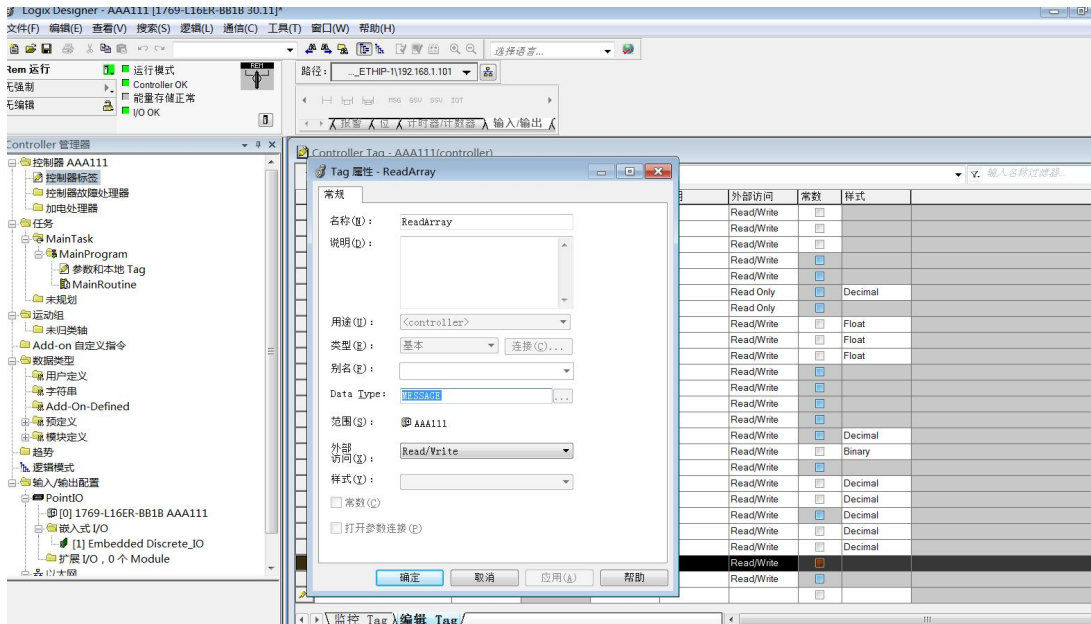 Logix Designer - AAA111 [1769-L16ER-BB1B 30.11]*
文件(F) 编辑(E) 查看(V) 搜索(S) 逻辑(L) 通信(C) 工具(T) 窗口(W) 帮助(H)
选择语言...
Rem 运行
运行模式
REM
无强制
Controller OK
能量存储正常
无编辑
I/O OK
路径:
..._ETHIP-1\192.168.1.101
MSG GSV SSV IOT
报警
位
计时器/计数器
输入/输出
Controller 管理器
控制器 AAA111
控制器标签
控制器故障处理器
加电处理器
任务
MainTask
MainProgram
参数和本地 Tag
MainRoutine
未规划
运动组
未归类轴
Add-on 自定义指令
数据类型
用户定义
字符串
Add-On-Defined
预定义
模块定义
趋势
逻辑模式
输入/输出配置
PointIO
[0] 1769-L16ER-BB1B AAA111
嵌入式 I/O
[1] Embedded Discrete_IO
扩展 I/O , 0 个 Module
以太网
Controller Tag - AAA111(controller)
输入名称过滤器...
Tag 属性 - ReadArray
常规
名称(N):
ReadArray
说明(D):
用途(U):
<controller>
类型(E):
基本
连接(C)...
别名(F):
Data Type:
MESSAGE
...
范围(S):
AAA111
外部
访问(X):
Read/Write
样式(Y):
常数(C)
打开参数连接(P)
确定
取消
应用(A)
帮助
外部访问
常数
样式
Read/Write
Read/Write
Read/Write
Read/Write
Read/Write
Read Only Decimal
Read Only
Read/Write Float
Read/Write Float
Read/Write Float
Read/Write
Read/Write
Read/Write
Read/Write
Read/Write Decimal
Read/Write Binary
Read/Write
Read/Write Decimal
Read/Write Decimal
Read/Write Decimal
Read/Write Decimal
Read/Write Decimal
Read/Write
Read/Write
监控 Tag
编辑 Tag